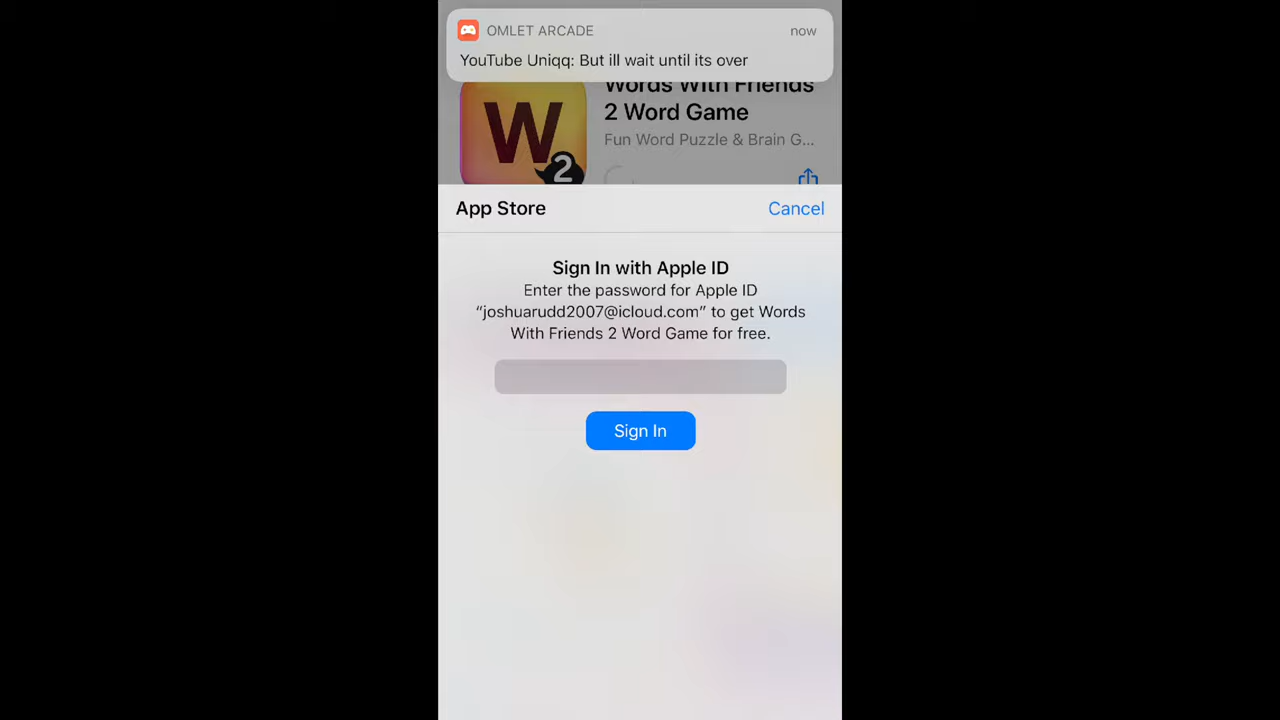 OMLET ARCADE
now
YouTube Uniqq: But ill wait until its over
Words With Friends
2 Word Game
W
2
Fun Word Puzzle & Brain G...
App Store
Cancel
Sign In with Apple ID
Enter the password for Apple ID
“joshuarudd2007@icloud.com” to get Words
With Friends 2 Word Game for free.
Sign In